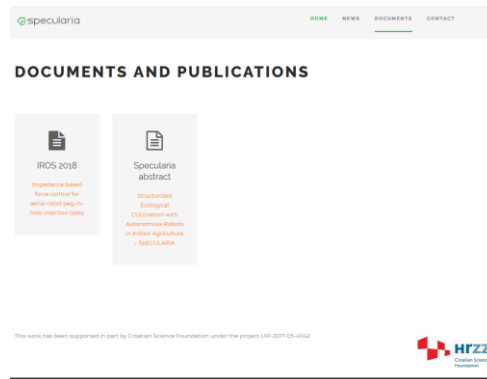 specularia
HOME NEWS DOCUMENTS CONTACT
DOCUMENTS AND PUBLICATIONS
IROS 2018
Impedance based
force control for
aerial robot peg-in-
hole insertion tasks
Specularia
abstract
Structurized
Ecological
CULtivation with
Autonomous Robots
in Indoor Agriculture
- SpECULARIA
This work has been supported in part by Croatian Science Foundation under the project UIP-2017-05-4042
HrZZ
Croatian Science
Foundation